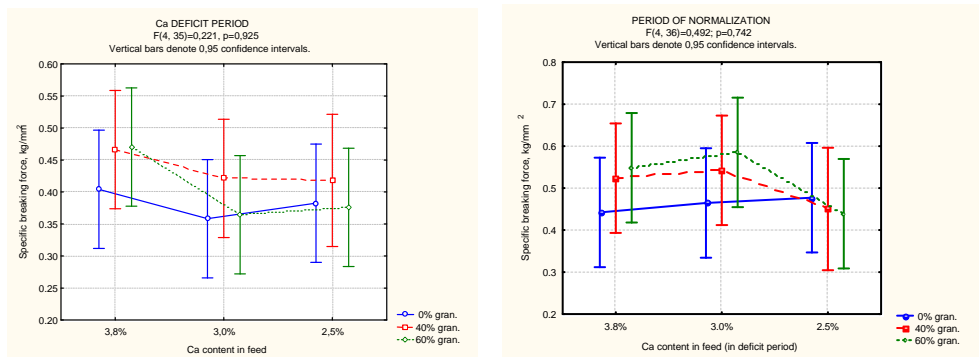 Ca DEFICIT PERIOD
F(4, 35)=0,221, p=0,925
Vertical bars denote 0,95 confidence intervals.
0.60
0.55
0.50
0.45
0.40
0.35
0.30
0.25
0.20
Specific breaking force, kg/mm²
3,8%
3,0%
2,5%
Ca content in feed
0% gran.
40% gran.
60% gran.
PERIOD OF NORMALIZATION
F(4, 36)=0,492; p=0,742
Vertical bars denote 0,95 confidence intervals.
0.8
0.7
0.6
0.5
0.4
0.3
0.2
Specific breaking force, kg/mm ²
3.8%
3.0%
2.5%
Ca content in feed (in deficit period)
0% gran.
40% gran.
60% gran.